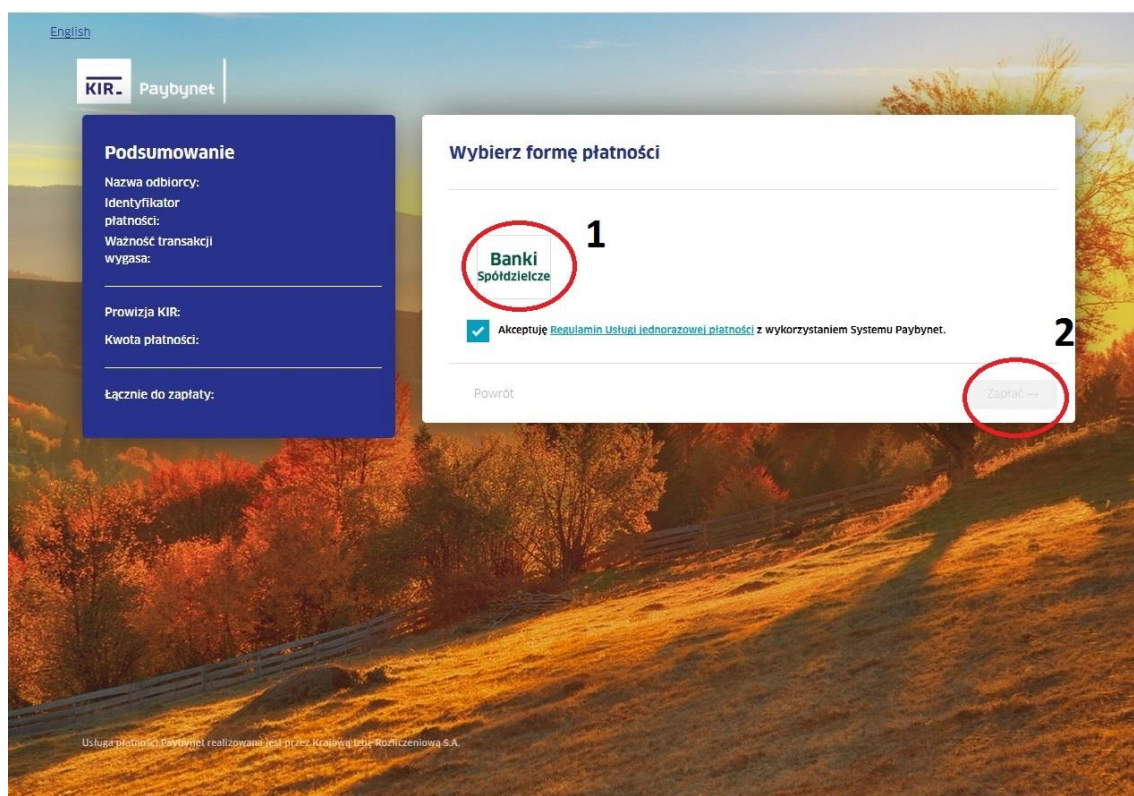 English
KIR Paybynet
Podsumowanie
Nazwa odbiorcy:
Identyfikator
płatności:
Ważność transakcji
wygasa:
Prowizja KIR:
Kwota płatności:
Łącznie do zapłaty:
Wybierz formę płatności
1
Banki
Spółdzielcze
Akceptuję Regulamin Usługi jednorazowej płatności z wykorzystaniem Systemu Paybynet.
2
Powrót
Zapłać →
Usługa płatności Paybynet realizowana jest przez Krajową Izbę Rozliczeniową S.A.